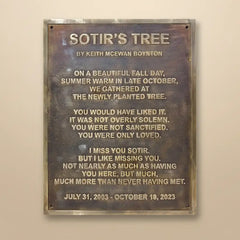 SOTIR'S TREE
BY KEITH MCEWAN BOYNTON
ON A BEAUTIFUL FALL DAY,
SUMMER WARM IN LATE OCTOBER,
WE GATHERED AT
THE NEWLY PLANTED TREE.
YOU WOULD HAVE LIKED IT.
IT WAS NOT OVERLY SOLEMN.
YOU WERE NOT SANCTIFIED.
YOU WERE ONLY LOVED.
I MISS YOU SOTIR.
BUT I LIKE MISSING YOU.
NOT NEARLY AS MUCH AS HAVING
YOU HERE, BUT MUCH,
MUCH MORE THAN NEVER HAVING MET.
JULY 31, 2003 - OCTOBER 18, 2023